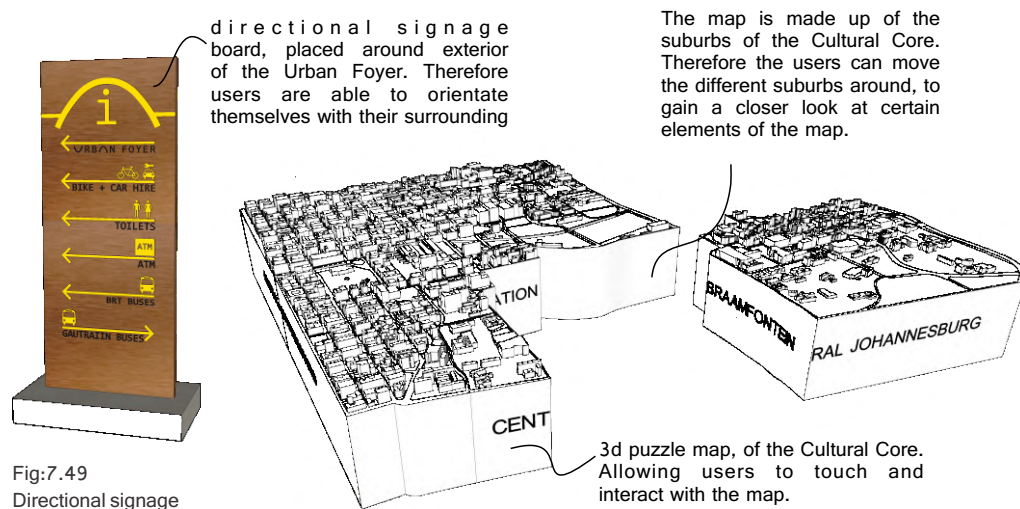 directional signage
board, placed around exterior
of the Urban Foyer. Therefore
users are able to orientate
themselves with their surrounding
The map is made up of the
suburbs of the Cultural Core.
Therefore the users can move
the different suburbs around, to
gain a closer look at certain
elements of the map.
i
URBAN FOYER
BIKE + CAR HIRE
TOILETS
ATM
ATM
BRT BUSES
GAUTRAIIN BUSES
ATION
CENT
BRAAMFONTEIN
RAL JOHANNESBURG
3d puzzle map, of the Cultural Core.
Allowing users to touch and
interact with the map.
Fig:7.49
Directional signage